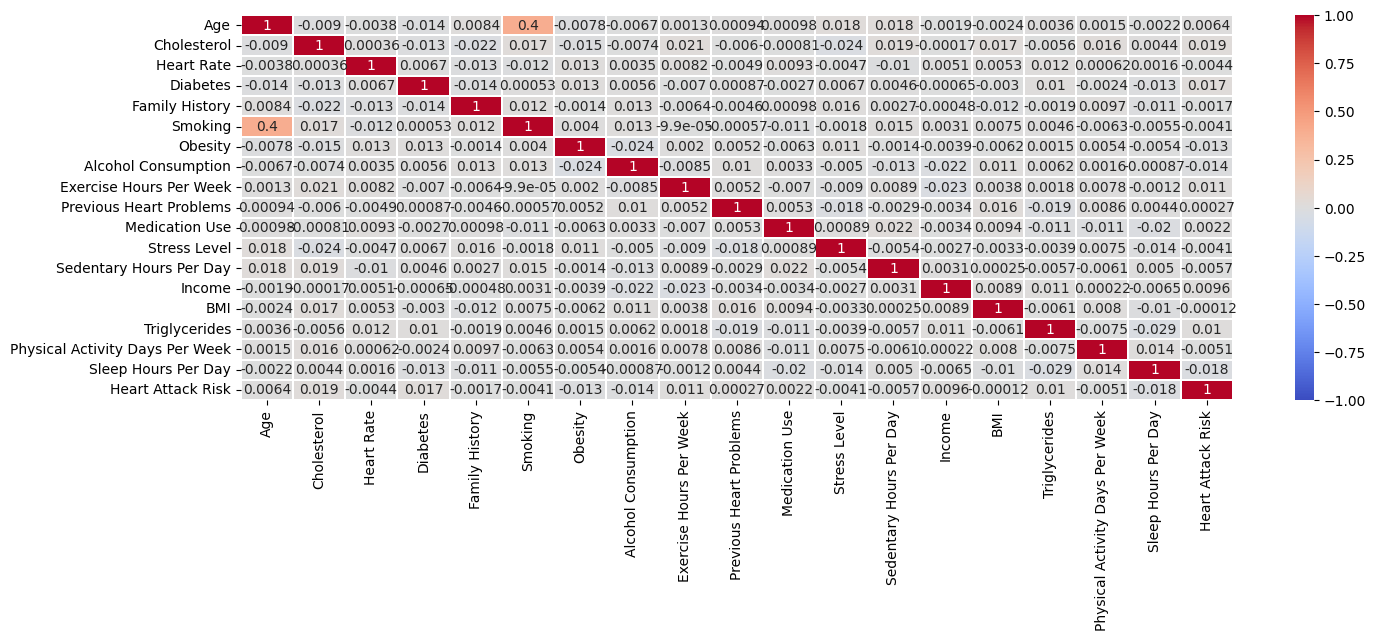 Age 1 -0.009 -0.0038 -0.014 0.0084 0.4 -0.0078 -0.0067 0.0013 0.00094 0.00098 0.018 0.018 -0.0019 -0.0024 0.0036 0.0015 -0.0022 0.0064
Cholesterol -0.009 1 0.00036 -0.013 -0.022 0.017 -0.015 -0.0074 0.021 -0.006 -0.00081 -0.024 0.019 -0.00017 0.017 -0.0056 0.016 0.0044 0.019
Heart Rate -0.0038 0.00036 1 0.0067 -0.013 -0.012 0.013 0.0035 0.0082 -0.0049 0.0093 -0.0047 -0.01 0.0051 0.0053 0.012 0.00062 0.0016 -0.0044
Diabetes -0.014 -0.013 0.0067 1 -0.014 0.00053 0.013 0.0056 -0.007 0.00087 -0.0027 0.0067 0.0046 -0.00065 -0.003 0.01 -0.0024 -0.013 0.017
Family History 0.0084 -0.022 -0.013 -0.014 1 0.012 -0.0014 0.013 -0.0064 -0.0046 0.00098 0.016 0.0027 -0.00048 -0.012 -0.0019 0.0097 -0.011 -0.0017
Smoking 0.4 0.017 -0.012 0.00053 0.012 1 0.004 0.013 -9.9e-05 -0.00057 -0.011 -0.0018 0.015 0.0031 0.0075 0.0046 -0.0063 -0.0055 -0.0041
Obesity -0.0078 -0.015 0.013 0.013 -0.0014 0.004 1 -0.024 0.002 0.0052 -0.0063 0.011 -0.0014 -0.0039 -0.0062 0.0015 0.0054 -0.0054 -0.013
Alcohol Consumption -0.0067 -0.0074 0.0035 0.0056 0.013 0.013 -0.024 1 -0.0085 0.01 0.0033 -0.005 -0.013 -0.022 0.011 0.0062 0.0016 -0.00087 -0.014
Exercise Hours Per Week 0.0013 0.021 0.0082 -0.007 -0.0064 -9.9e-05 0.002 -0.0085 1 0.0052 -0.007 -0.009 0.0089 -0.023 0.0038 0.0018 0.0078 -0.0012 0.011
Previous Heart Problems 0.00094 -0.006 -0.0049 0.00087 -0.0046 -0.00057 0.0052 0.01 0.0052 1 0.0053 -0.018 -0.0029 -0.0034 0.016 -0.019 0.0086 0.0044 0.00027
Medication Use 0.00098 -0.00081 0.0093 -0.0027 0.00098 -0.011 -0.0063 0.0033 -0.007 0.0053 1 0.00089 0.022 -0.0034 0.0094 -0.011 -0.011 -0.02 0.0022
Stress Level 0.018 -0.024 -0.0047 0.0067 0.016 -0.0018 0.011 -0.005 -0.009 -0.018 0.00089 1 -0.0054 -0.0027 -0.0033 -0.0039 0.0075 -0.014 -0.0041
Sedentary Hours Per Day 0.018 0.019 -0.01 0.0046 0.0027 0.015 -0.0014 -0.013 0.0089 -0.0029 0.022 -0.0054 1 0.0031 0.00025 -0.0057 -0.0061 0.005 -0.0057
Income -0.0019 -0.00017 0.0051 -0.00065 -0.00048 0.0031 -0.0039 -0.022 -0.023 -0.0034 -0.0034 -0.0027 0.0031 1 0.0089 0.011 0.00022 -0.0065 0.0096
BMI -0.0024 0.017 0.0053 -0.003 -0.012 0.0075 -0.0062 0.011 0.0038 0.016 0.0094 -0.0033 0.00025 0.0089 1 -0.0061 0.008 -0.01 -0.00012
Triglycerides 0.0036 -0.0056 0.012 0.01 -0.0019 0.0046 0.0015 0.0062 0.0018 -0.019 -0.011 -0.0039 -0.0057 0.011 -0.0061 1 -0.0075 -0.029 0.01
Physical Activity Days Per Week 0.0015 0.016 0.00062 -0.0024 0.0097 -0.0063 0.0054 0.0016 0.0078 0.0086 -0.011 0.0075 -0.0061 0.00022 0.008 -0.0075 1 0.014 -0.0051
Sleep Hours Per Day -0.0022 0.0044 0.0016 -0.013 -0.011 -0.0055 -0.0054 -0.00087 -0.0012 0.0044 -0.02 -0.014 0.005 -0.0065 -0.01 -0.029 0.014 1 -0.018
Heart Attack Risk 0.0064 0.019 -0.0044 0.017 -0.0017 -0.0041 -0.013 -0.014 0.011 0.00027 0.0022 -0.0041 -0.0057 0.0096 -0.00012 0.01 -0.0051 -0.018 1
Age
Cholesterol
Heart Rate
Diabetes
Family History
Smoking
Obesity
Alcohol Consumption
Exercise Hours Per Week
Previous Heart Problems
Medication Use
Stress Level
Sedentary Hours Per Day
Income
BMI
Triglycerides
Physical Activity Days Per Week
Sleep Hours Per Day
Heart Attack Risk
1.00
0.75
0.50
0.25
0.00
−0.25
−0.50
−0.75
−1.00